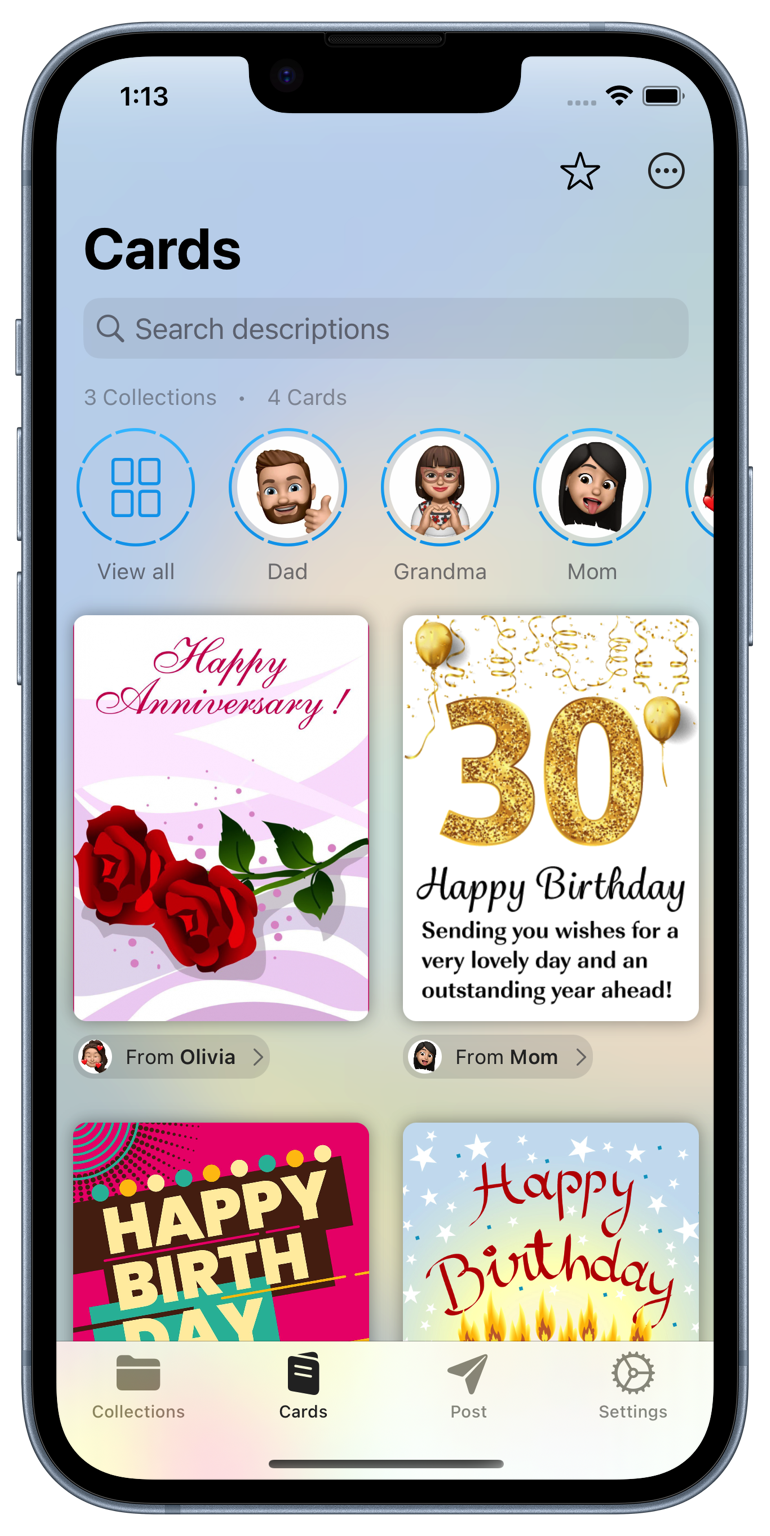 1:13
Cards
Search descriptions
3 Collections • 4 Cards
View all
Dad
Grandma
Mom
Happy
Anniversary !
30
Happy Birthday
Sending you wishes for a
very lovely day and an
outstanding year ahead!
From Olivia
From Mom
HAPPY
BIRTH
DAY
Happy
Birthday
Collections
Cards
Post
Settings